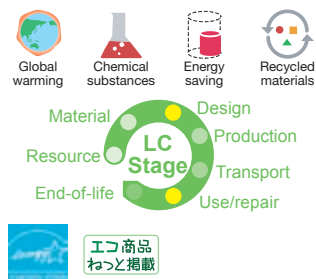 Global
warming
Chemical
substances
Energy
saving
Recycled
materials
Material
Design
Resource
LC
Stage
Production
Transport
End-of-life
Use/repair
エコ商品
ねっと掲載